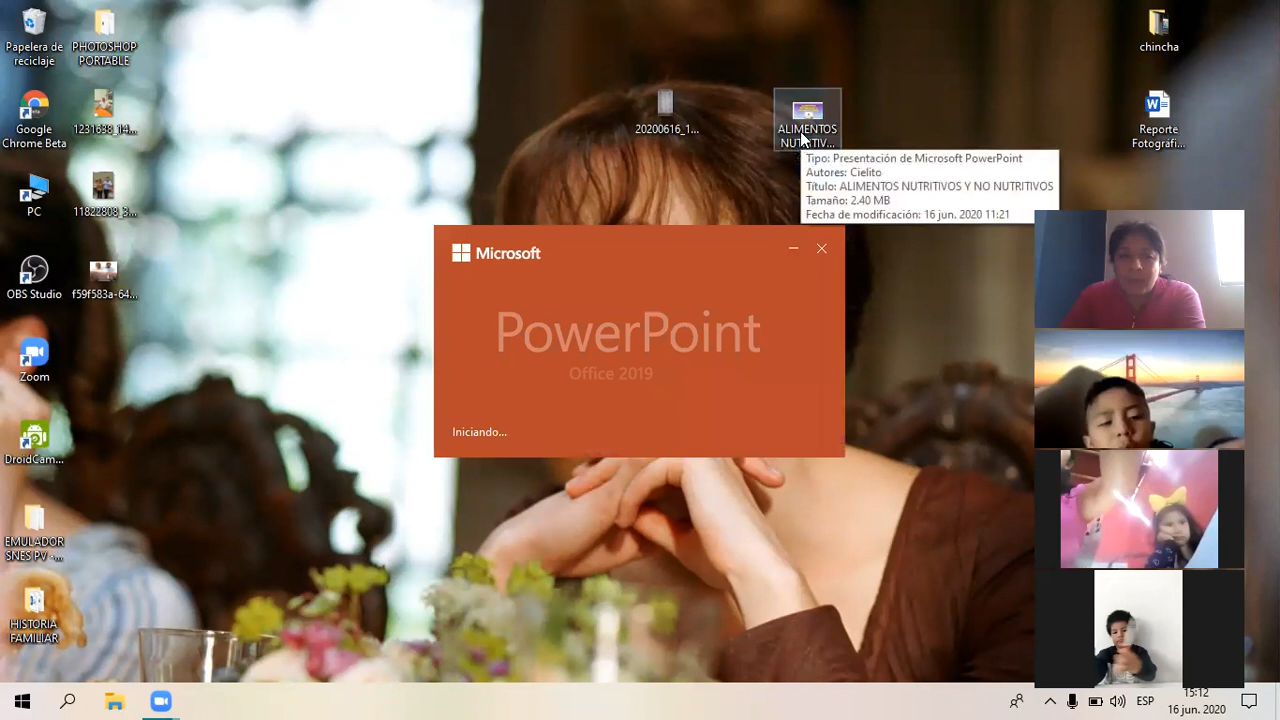 Papelera de
reciclaje
PHOTOSHOP
PORTABLE
Google
Chrome Beta
1231638_14...
PC
11822808_3...
OBS Studio
f59f583a-64...
Zoom
DroidCam...
EMULADOR
SNES PV -...
HISTORIA
FAMILIAR
20200616_1...
ALIMENTOS
NUTRITIV...
Tipo: Presentación de Microsoft PowerPoint
Autores: Cielito
Título: ALIMENTOS NUTRITIVOS Y NO NUTRITIVOS
Tamaño: 2.40 MB
Fecha de modificación: 16 jun. 2020 11:21
chincha
Reporte
Fotografi...
Microsoft
PowerPoint
Office 2019
Iniciando...
ESP
15:12
16 jun. 2020